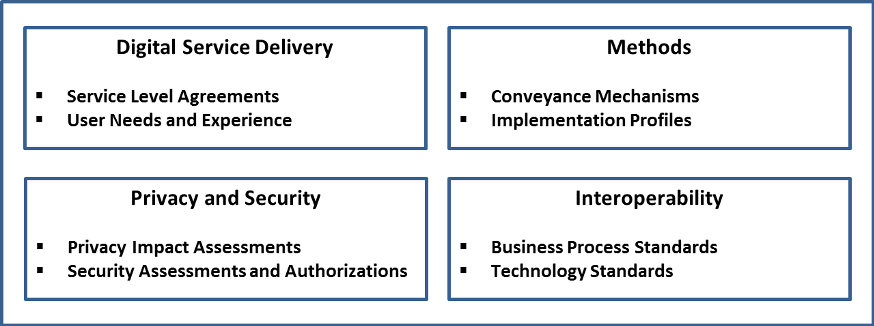 Digital Service Delivery
▪ Service Level Agreements
▪ User Needs and Experience
Methods
▪ Conveyance Mechanisms
▪ Implementation Profiles
Privacy and Security
▪ Privacy Impact Assessments
▪ Security Assessments and Authorizations
Interoperability
▪ Business Process Standards
▪ Technology Standards